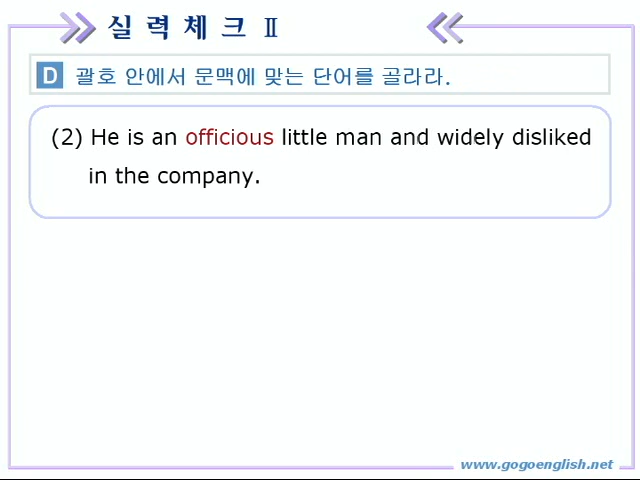 실력체크 Ⅱ
D 괄호 안에서 문맥에 맞는 단어를 골라라.
(2) He is an officious little man and widely disliked
in the company.
www.gogoenglish.net